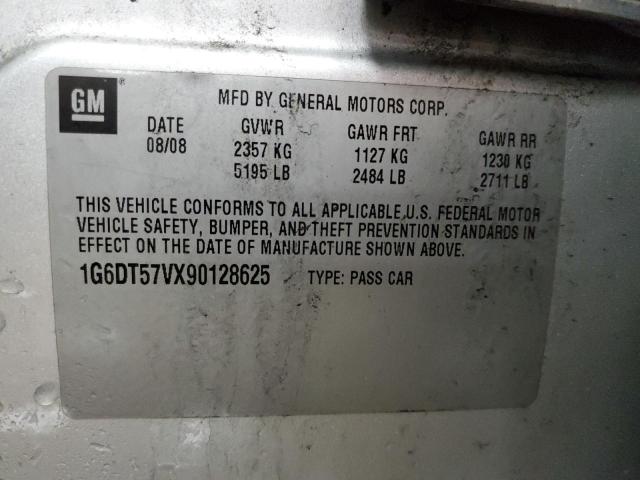 GM
MFD BY GENERAL MOTORS CORP.
DATE GVWR GAWR FRT GAWR RR
08/08 2357 KG 1127 KG 1230 KG
5195 LB 2484 LB 2711 LB
THIS VEHICLE CONFORMS TO ALL APPLICABLE U.S. FEDERAL MOTOR
VEHICLE SAFETY, BUMPER, AND THEFT PREVENTION STANDARDS IN
EFFECT ON THE DATE OF MANUFACTURE SHOWN ABOVE.
1G6DT57VX90128625 TYPE: PASS CAR